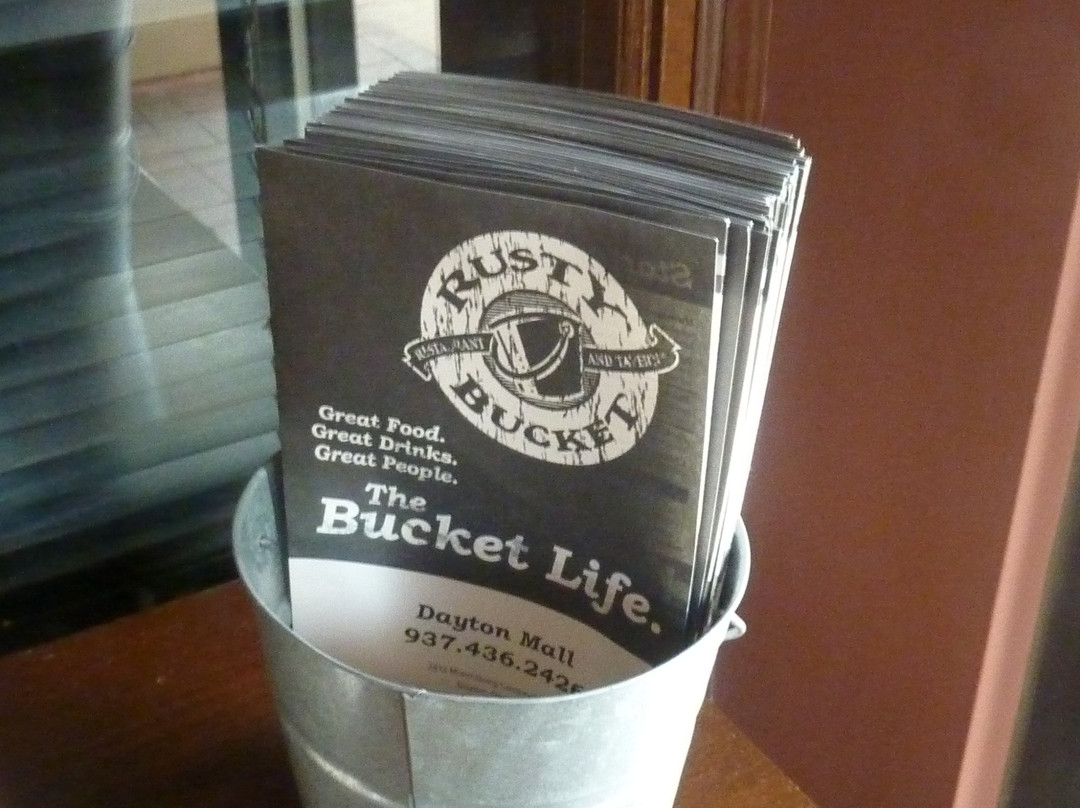 RUSTY
RESTAURANT AND TAVERN
BUCKET
Great Food.
Great Drinks.
Great People.
The
Bucket Life.
Dayton Mall
937.436.2426